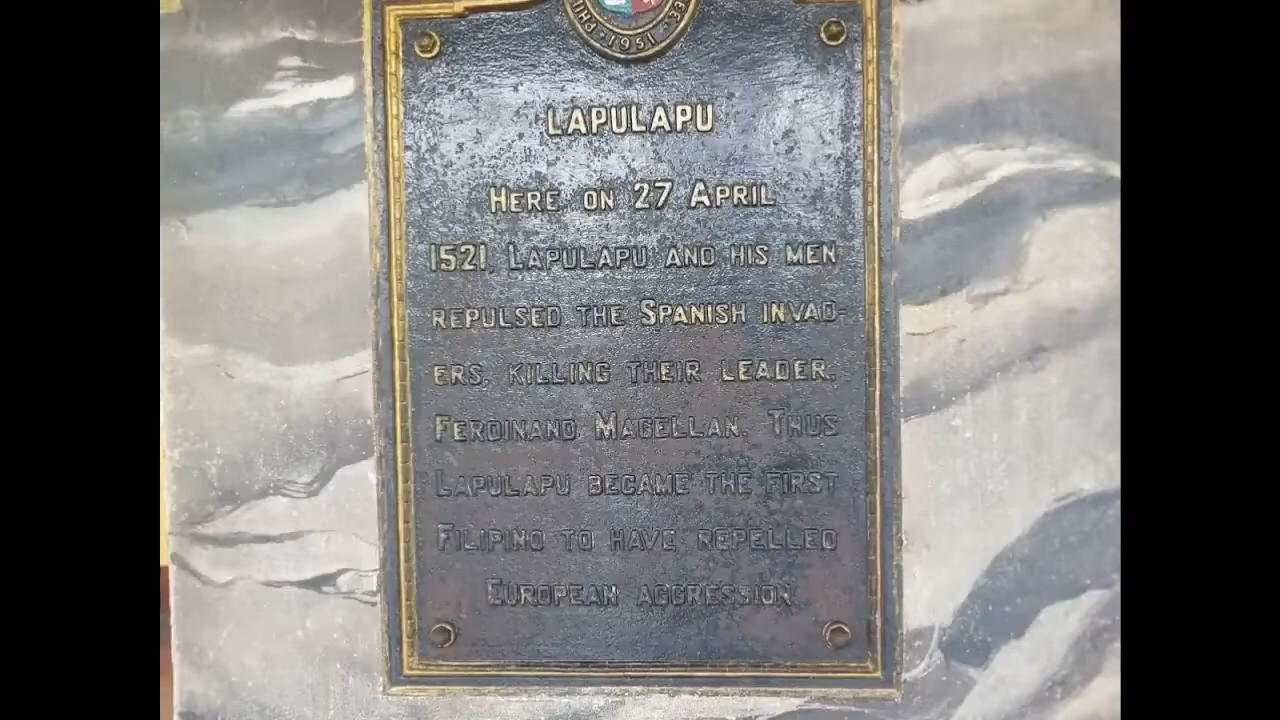 1951
LAPULAPU
HERE ON 27 APRIL
1521, LAPULAPU AND HIS MEN
REPULSED THE SPANISH INVAD-
ERS, KILLING THEIR LEADER,
FERDINAND MAGELLAN. THUS
LAPULAPU BECAME THE FIRST
FILIPINO TO HAVE REPELLED
EUROPEAN AGGRESSION